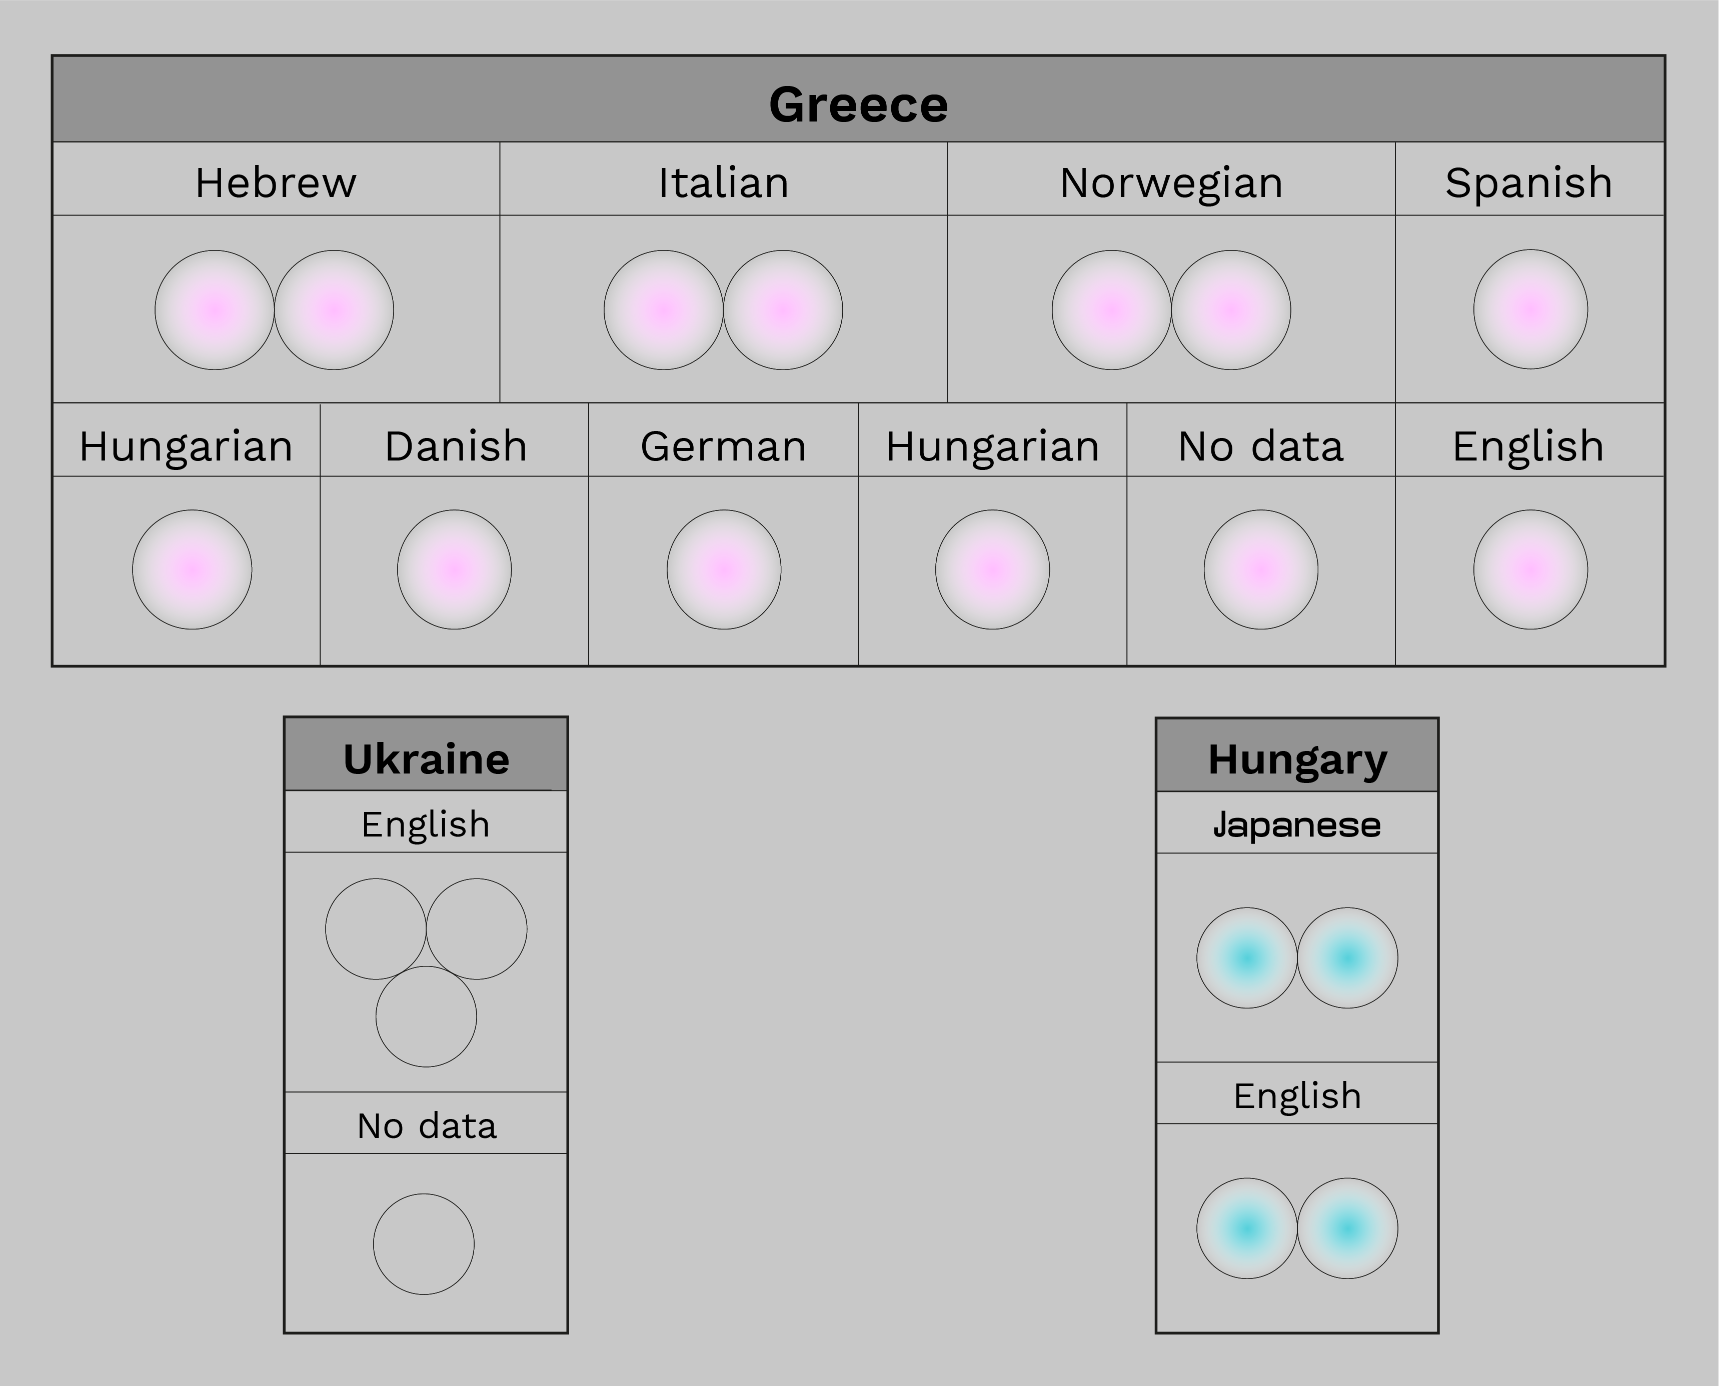 Greece
Hebrew Italian Norwegian Spanish
Hungarian Danish German Hungarian No data English
Ukraine
English
No data
Hungary
Japanese
English